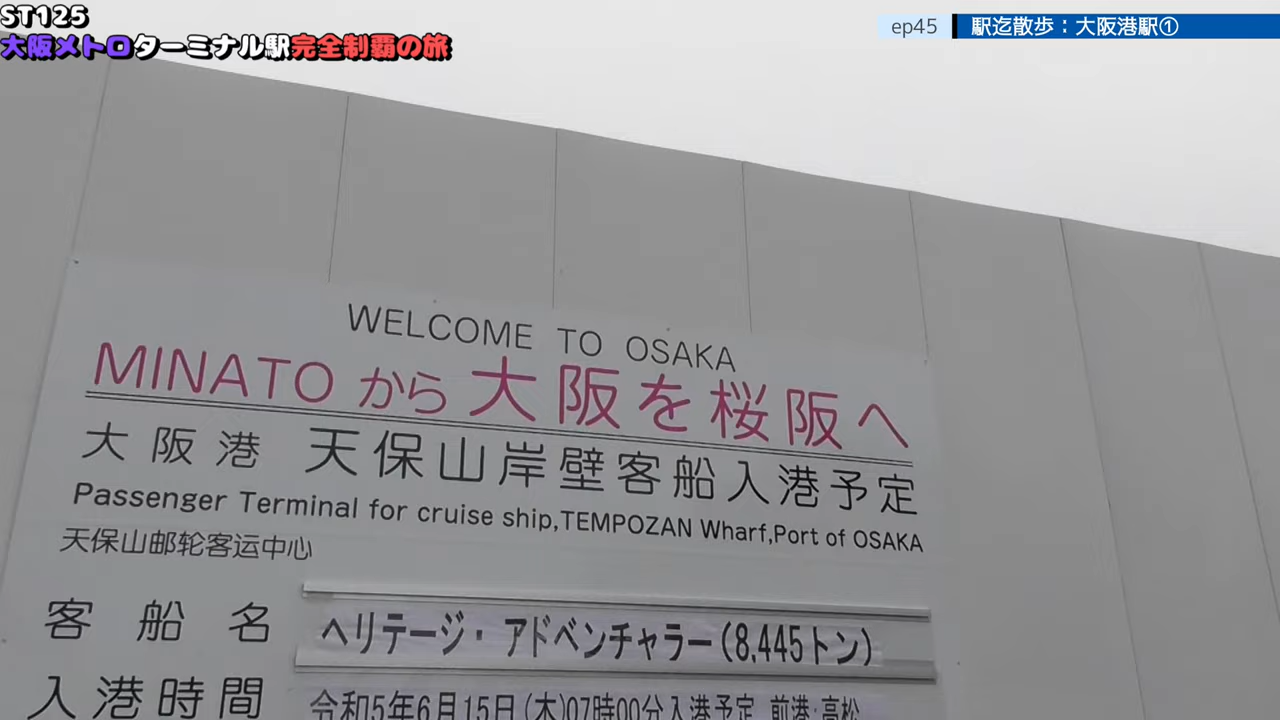 ST125
大阪メトロターミナル駅完全制覇の旅
ep45
駅迄散歩：大阪港駅①
WELCOME TO OSAKA
MINATOから大阪を桜阪へ
大阪港 天保山岸壁客船入港予定
Passenger Terminal for cruise ship,TEMPOZAN Wharf,Port of OSAKA
天保山邮轮客运中心
客船名 ヘリテージ・アドベンチャラー(8,445トン)
入港時間 令和5年6月15日(木)07時00分入港予定 前港:高松